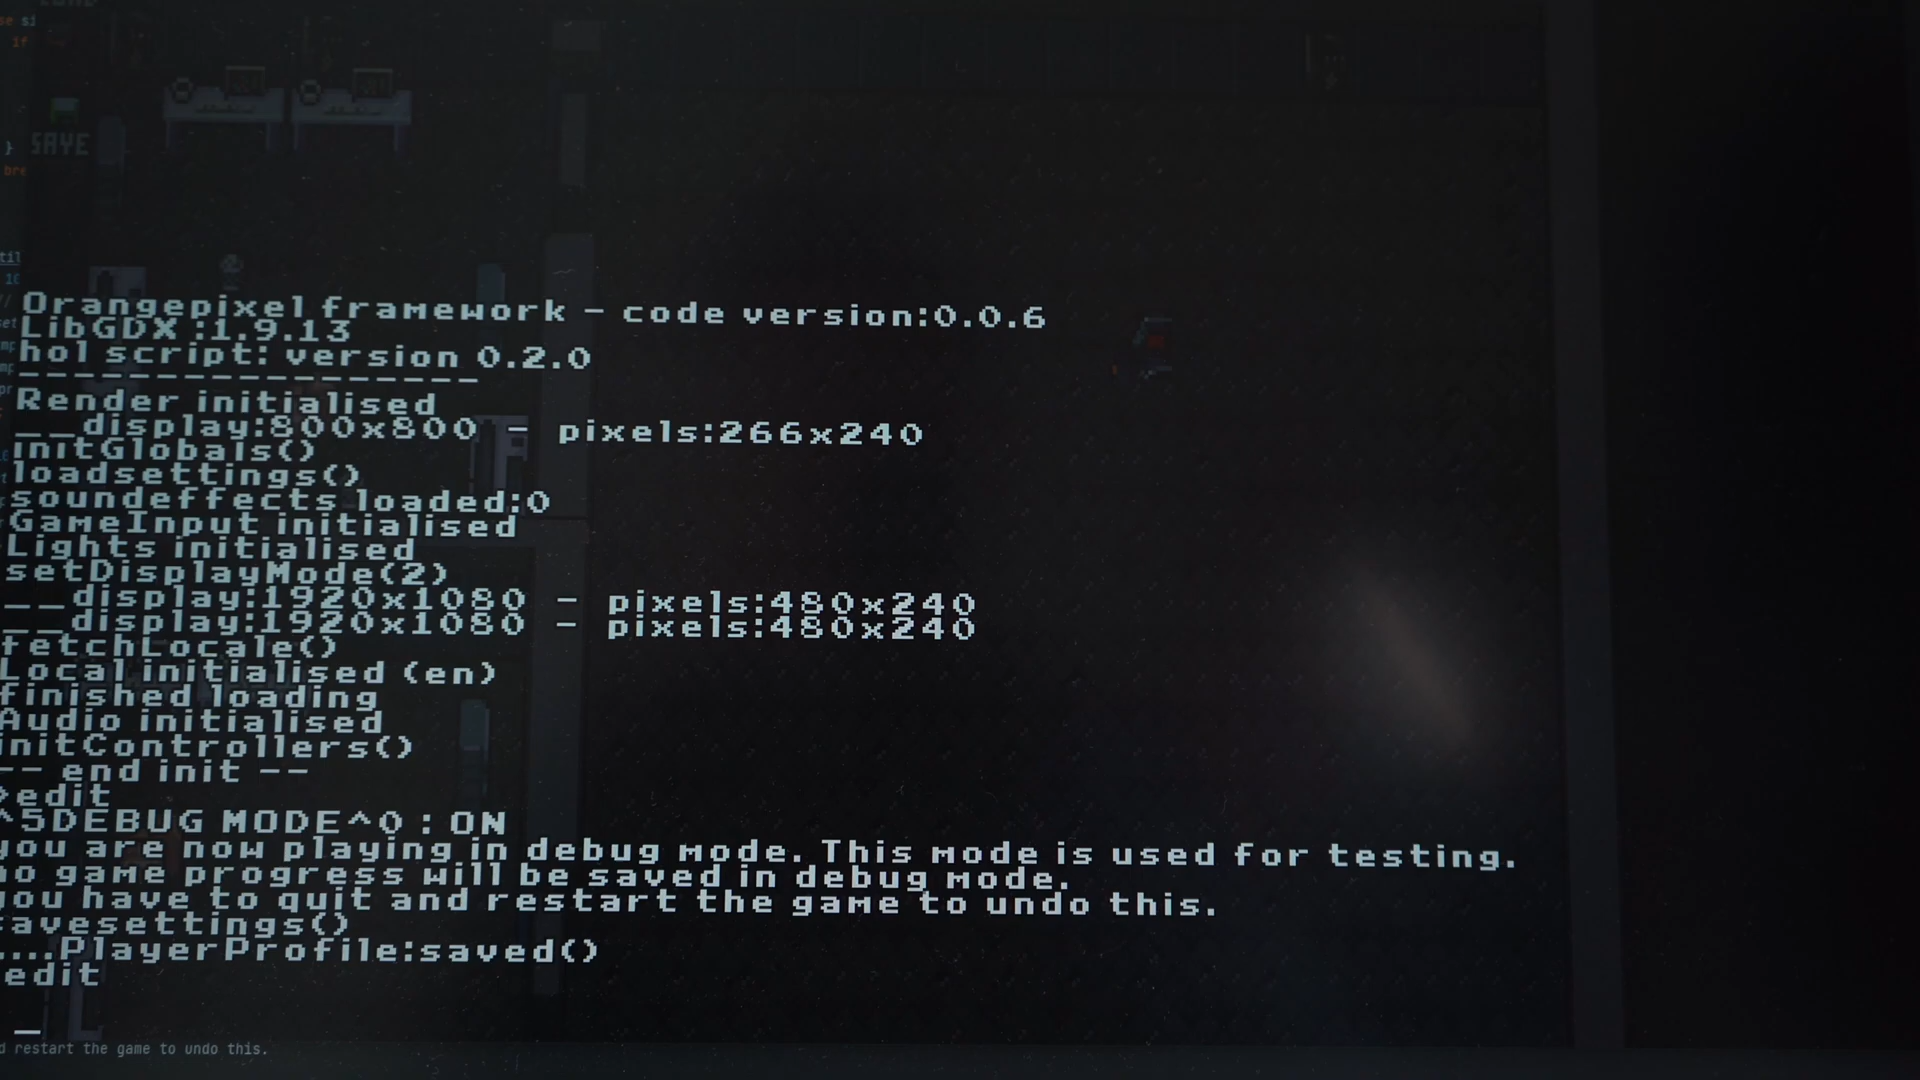 SAVE
Orangepixel framework - code version:0.0.6
LibGDX :1.9.13
hol script: version 0.2.0
-----------------
Render initialised
__display:800x800 - pixels:266x240
initGlobals()
loadsettings()
soundeffects loaded:0
GameInput initialised
Lights initialised
setDisplayMode(2)
__display:1920x1080 - pixels:480x240
__display:1920x1080 - pixels:480x240
fetchLocale()
Local initialised (en)
finished loading
Audio initialised
initControllers()
-- end init --
>edit
^5DEBUG MODE^0 : ON
you are now playing in debug mode. This mode is used for testing.
no game progress will be saved in debug mode.
you have to quit and restart the game to undo this.
avesettings()
....PlayerProfile:saved()
edit
_
d restart the game to undo this.